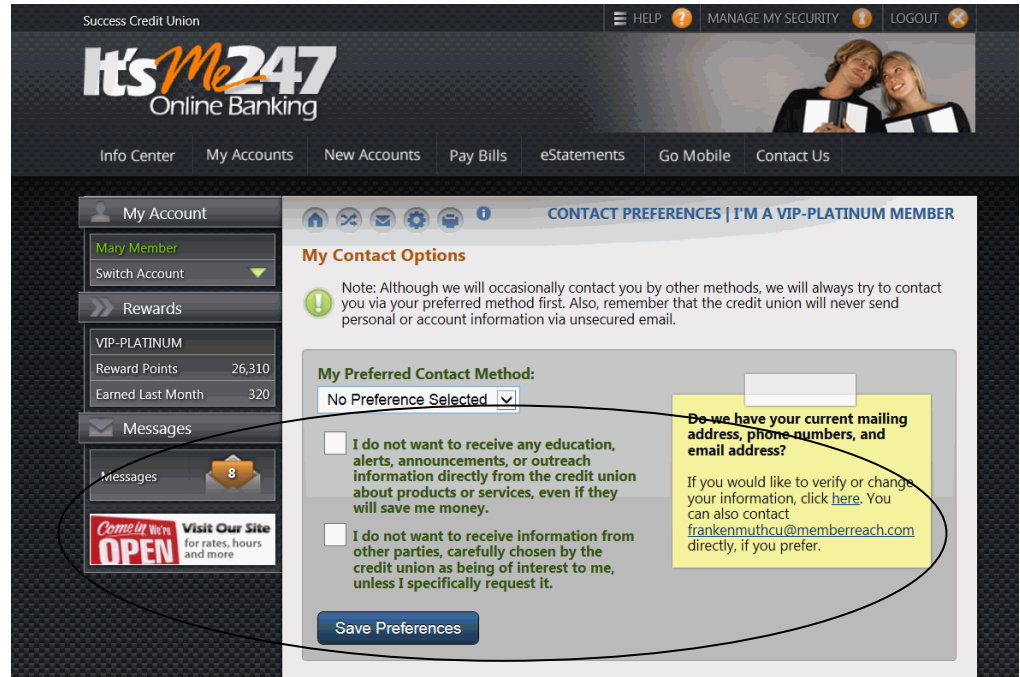 Success Credit Union
HELP
MANAGE MY SECURITY
LOGOUT
It's Me 247
Online Banking
Info Center
My Accounts
New Accounts
Pay Bills
eStatements
Go Mobile
Contact Us
My Account
Mary Member
Switch Account
Rewards
VIP-PLATINUM
Reward Points 26,310
Earned Last Month 320
Messages
Messages 8
Come in We're
OPEN
Visit Our Site
for rates, hours
and more
CONTACT PREFERENCES | I'M A VIP-PLATINUM MEMBER
My Contact Options
Note: Although we will occasionally contact you by other methods, we will always try to contact
you via your preferred method first. Also, remember that the credit union will never send
personal or account information via unsecured email.
My Preferred Contact Method:
No Preference Selected
I do not want to receive any education,
alerts, announcements, or outreach
information directly from the credit union
about products or services, even if they
will save me money.
I do not want to receive information from
other parties, carefully chosen by the
credit union as being of interest to me,
unless I specifically request it.
Save Preferences
Do we have your current mailing
address, phone numbers, and
email address?
If you would like to verify or change
your information, click here. You
can also contact
frankenmuthcu@memberreach.com
directly, if you prefer.